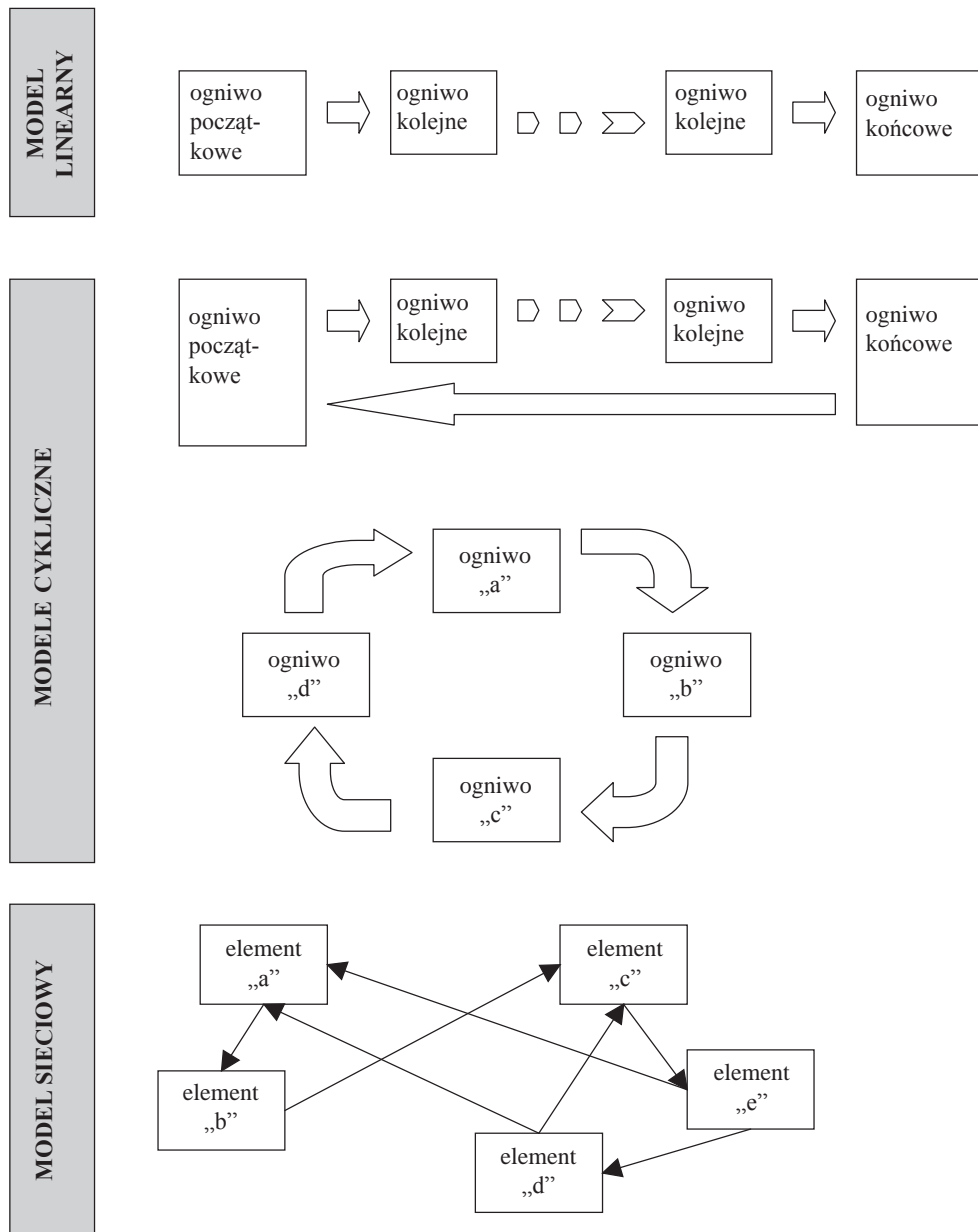 MODEL
LINEARNY
ogniwo
począt-
kowe
ogniwo
kolejne
ogniwo
kolejne
ogniwo
końcowe
MODELE CYKLICZNE
ogniwo
począt-
kowe
ogniwo
kolejne
ogniwo
kolejne
ogniwo
końcowe
ogniwo
„a”
ogniwo
„d”
ogniwo
„b”
ogniwo
„c”
MODEL SIECIOWY
element
„a”
element
„c”
element
„b”
element
„e”
element
„d”